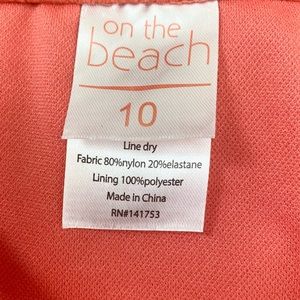 on the
beach
10
Line dry
Fabric 80%nylon 20%elastane
Lining 100%polyester
Made in China
RN#141753